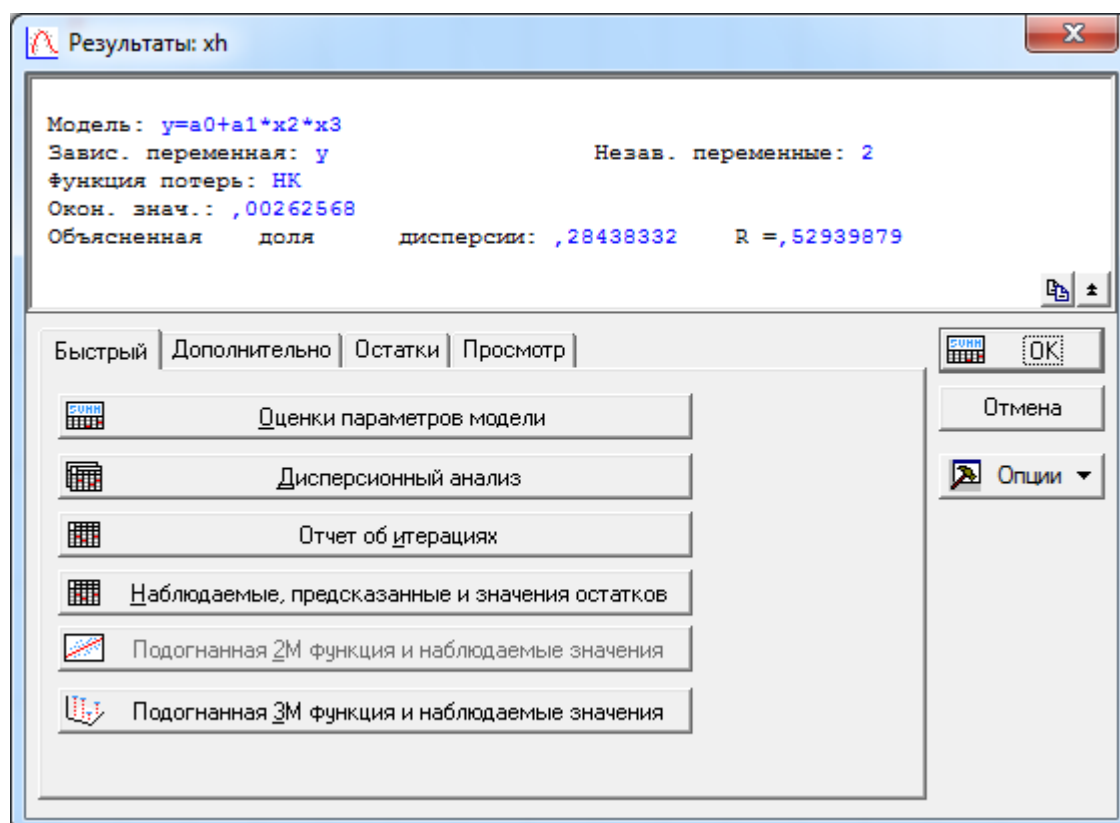 Результаты: xh
Модель: y=a0+a1*x2*x3
Завис. переменная: y Незав. переменные: 2
Функция потерь: НК
Окон. знач.: ,00262568
Объясненная доля дисперсии: ,28438332 R =,52939879
Быстрый Дополнительно Остатки Просмотр
OK
Оценки параметров модели
Отмена
Дисперсионный анализ
Опции
Отчет об итерациях
Наблюдаемые, предсказанные и значения остатков
Подогнанная 2М функция и наблюдаемые значения
Подогнанная 3М функция и наблюдаемые значения